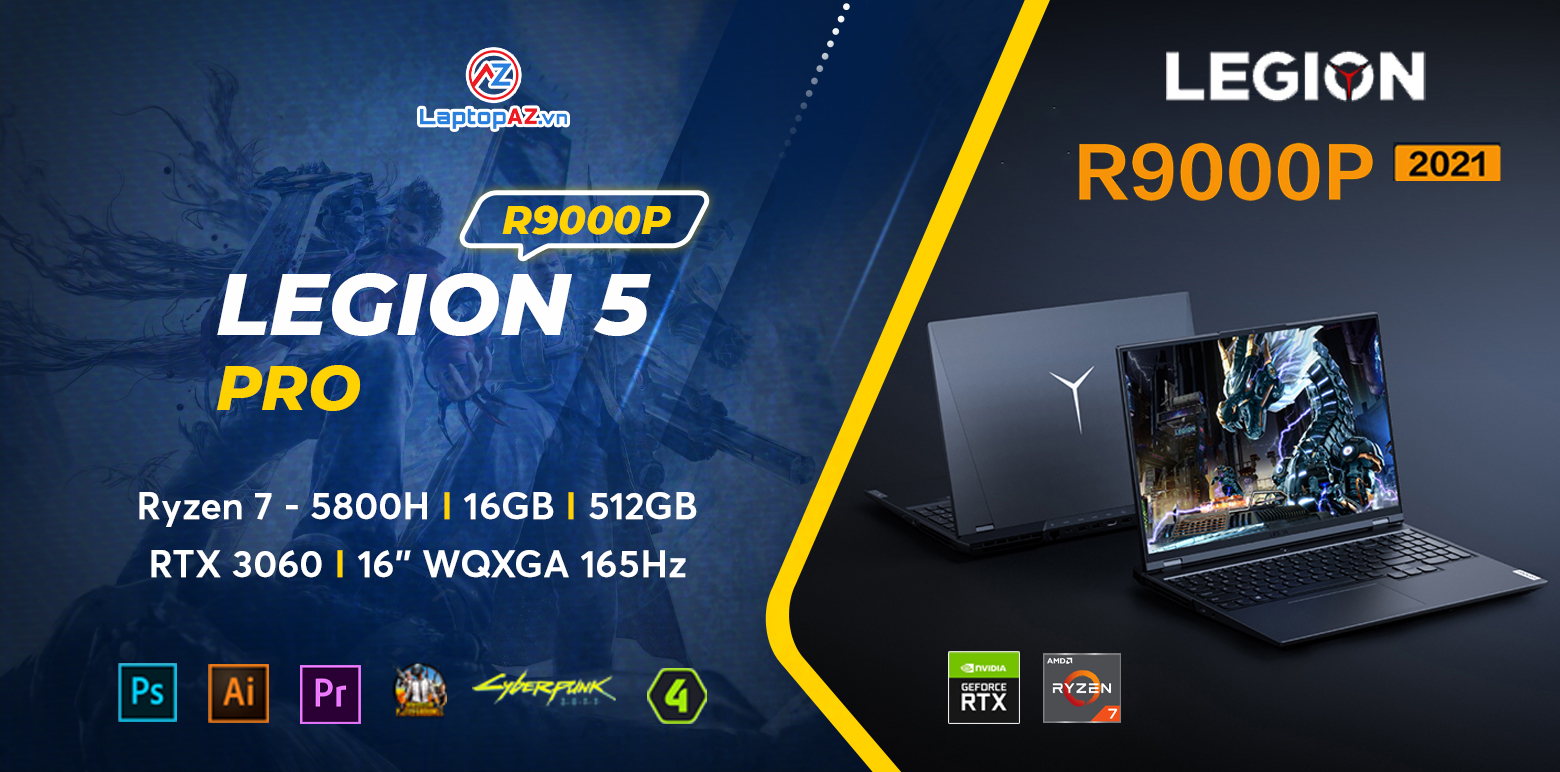 AZ
LaptopAZ.vn
R9000P
LEGION 5
PRO
Ryzen 7 - 5800H | 16GB | 512GB
RTX 3060 | 16” WQXGA 165Hz
Ps
Ai
Pr
Cyberpunk
4
LEGION
R9000P 2021
NVIDIA
GEFORCE
RTX
AMD
RYZEN
7